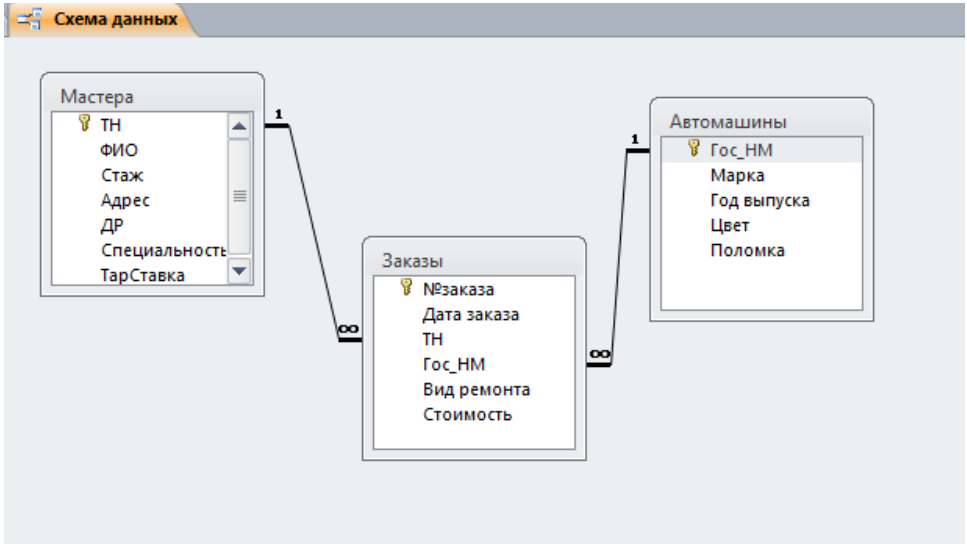 Схема данных
Мастера
ТН
ФИО
Стаж
Адрес
ДР
Специальность
ТарСтавка
1
∞
Заказы
№заказа
Дата заказа
ТН
Гос_НМ
Вид ремонта
Стоимость
∞
1
Автомашины
Гос_НМ
Марка
Год выпуска
Цвет
Поломка